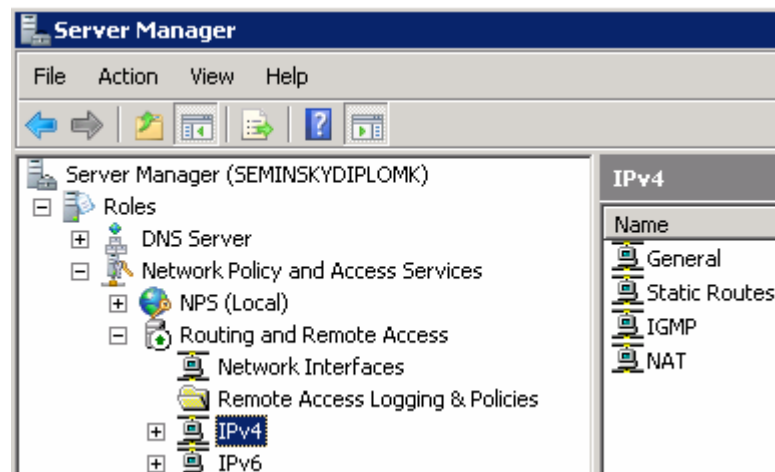 Server Manager
File Action View Help
Server Manager (SEMINSKYDIPLOMK)
Roles
DNS Server
Network Policy and Access Services
NPS (Local)
Routing and Remote Access
Network Interfaces
Remote Access Logging & Policies
IPv4
IPv6
IPv4
Name
General
Static Routes
IGMP
NAT